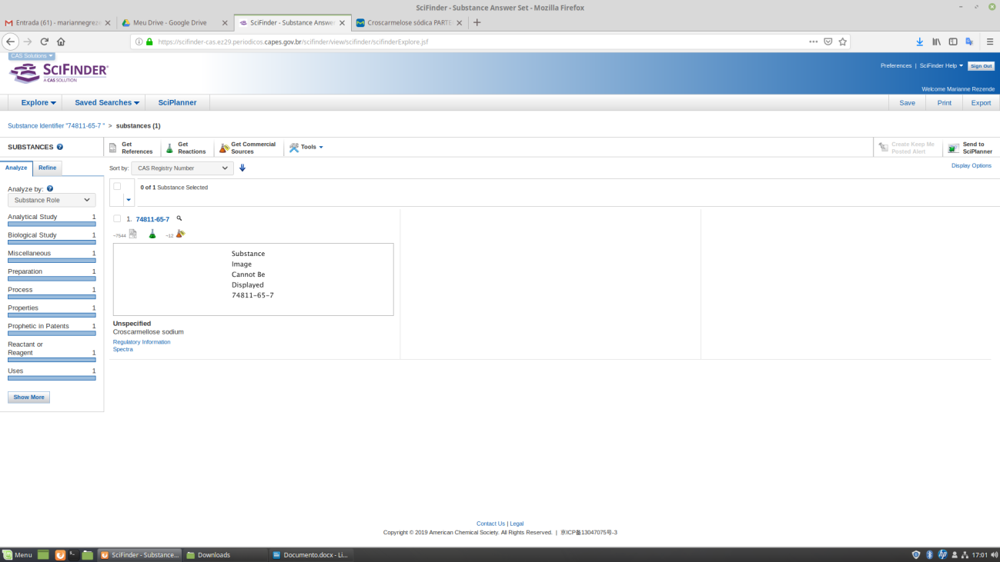 SciFinder - Substance Answer Set - Mozilla Firefox
Entrada (61) - mariannegreze
Meu Drive - Google Drive
SciFinder - Substance Answer
Croscarmelose sódica PARTE
https://scifinder-cas.ez29.periodicos.capes.gov.br/scifinder/view/scifinder/scifinderExplore.jsf
CAS Solutions
SCIFINDER®
A CAS SOLUTION
Preferences | SciFinder Help Sign Out
Welcome Marianne Rezende
Explore Saved Searches SciPlanner Save Print Export
Substance Identifier "74811-65-7 " > substances (1)
SUBSTANCES
Get References
Get Reactions
Get Commercial Sources
Tools
Create Keep Me Posted Alert
Send to SciPlanner
Analyze Refine
Sort by: CAS Registry Number
Display Options
0 of 1 Substance Selected
Analyze by:
Substance Role
Analytical Study 1
Biological Study 1
Miscellaneous 1
Preparation 1
Process 1
Properties 1
Prophetic in Patents 1
Reactant or
Reagent 1
Uses 1
Show More
1. 74811-65-7
~7544 ~12
Substance
Image
Cannot Be
Displayed
74811-65-7
Unspecified
Croscarmellose sodium
Regulatory Information
Spectra
Contact Us | Legal
Copyright © 2019 American Chemical Society. All Rights Reserved. | 京ICP备13047075号-3
Menu
SciFinder - Substance...
Downloads
Documento.docx - Li...
17:01